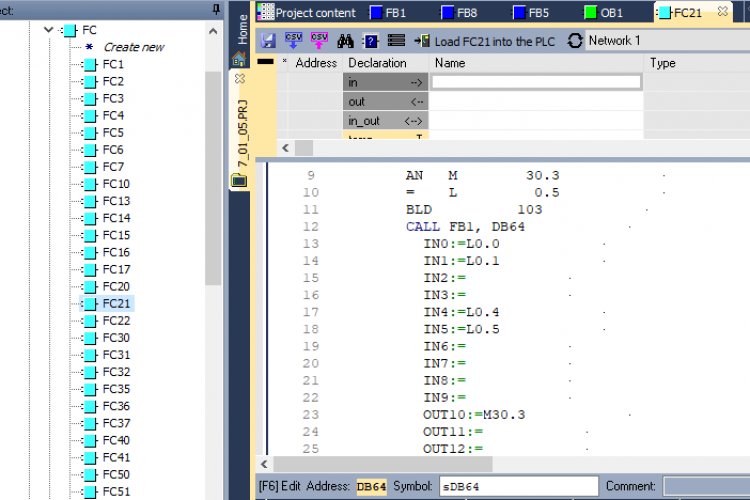 ct:
FC
Create new
FC1
FC2
FC3
FC4
FC5
FC6
FC7
FC10
FC13
FC14
FC15
FC16
FC17
FC20
FC21
FC22
FC30
FC31
FC32
FC35
FC36
FC37
FC40
FC41
FC50
FC51
Home
7_01_05.PRJ
Project content FB1 FB8 FB5 OB1 FC21
CSV CSV Load FC21 into the PLC Network 1
* Address Declaration Name Type
in -->
out <--
in_out <-->
9 AN M 30.3
10 = L 0.5
11 BLD 103
12 CALL FB1, DB64
13 IN0:=L0.0
14 IN1:=L0.1
15 IN2:=
16 IN3:=
17 IN4:=L0.4
18 IN5:=L0.5
19 IN6:=
20 IN7:=
21 IN8:=
22 IN9:=
23 OUT10:=M30.3
24 OUT11:=
25 OUT12:=
[F6] Edit Address: DB64 Symbol: sDB64 Comment: